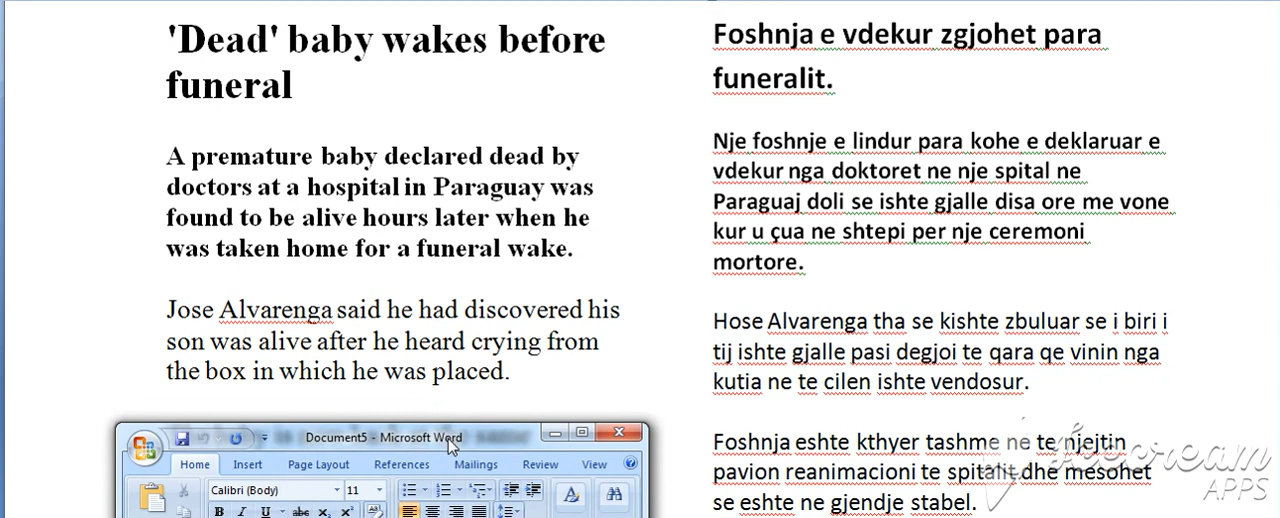 'Dead' baby wakes before
funeral
A premature baby declared dead by
doctors at a hospital in Paraguay was
found to be alive hours later when he
was taken home for a funeral wake.
Jose Alvarenga said he had discovered his
son was alive after he heard crying from
the box in which he was placed.
Foshnja e vdekur zgjohet para
funeralit.
Nje foshnje e lindur para kohe e deklaruar e
vdekur nga doktoret ne nje spital ne
Paraguaj doli se ishte gjalle disa ore me vone
kur u çua ne shtepi per nje ceremoni
mortore.
Hose Alvarenga tha se kishte zbuluar se i biri i
tij ishte gjalle pasi degjoi te qara qe vinin nga
kutia ne te cilen ishte vendosur.
Foshnja eshte kthyer tashme ne te njejtin
pavion reanimacioni te spitalit dhe mesohet
se eshte ne gjendje stabel.
Document5 - Microsoft Word
Home Insert Page Layout References Mailings Review View
Calibri (Body) 11
B I U abc x₂ x² Aa
icecream
APPS